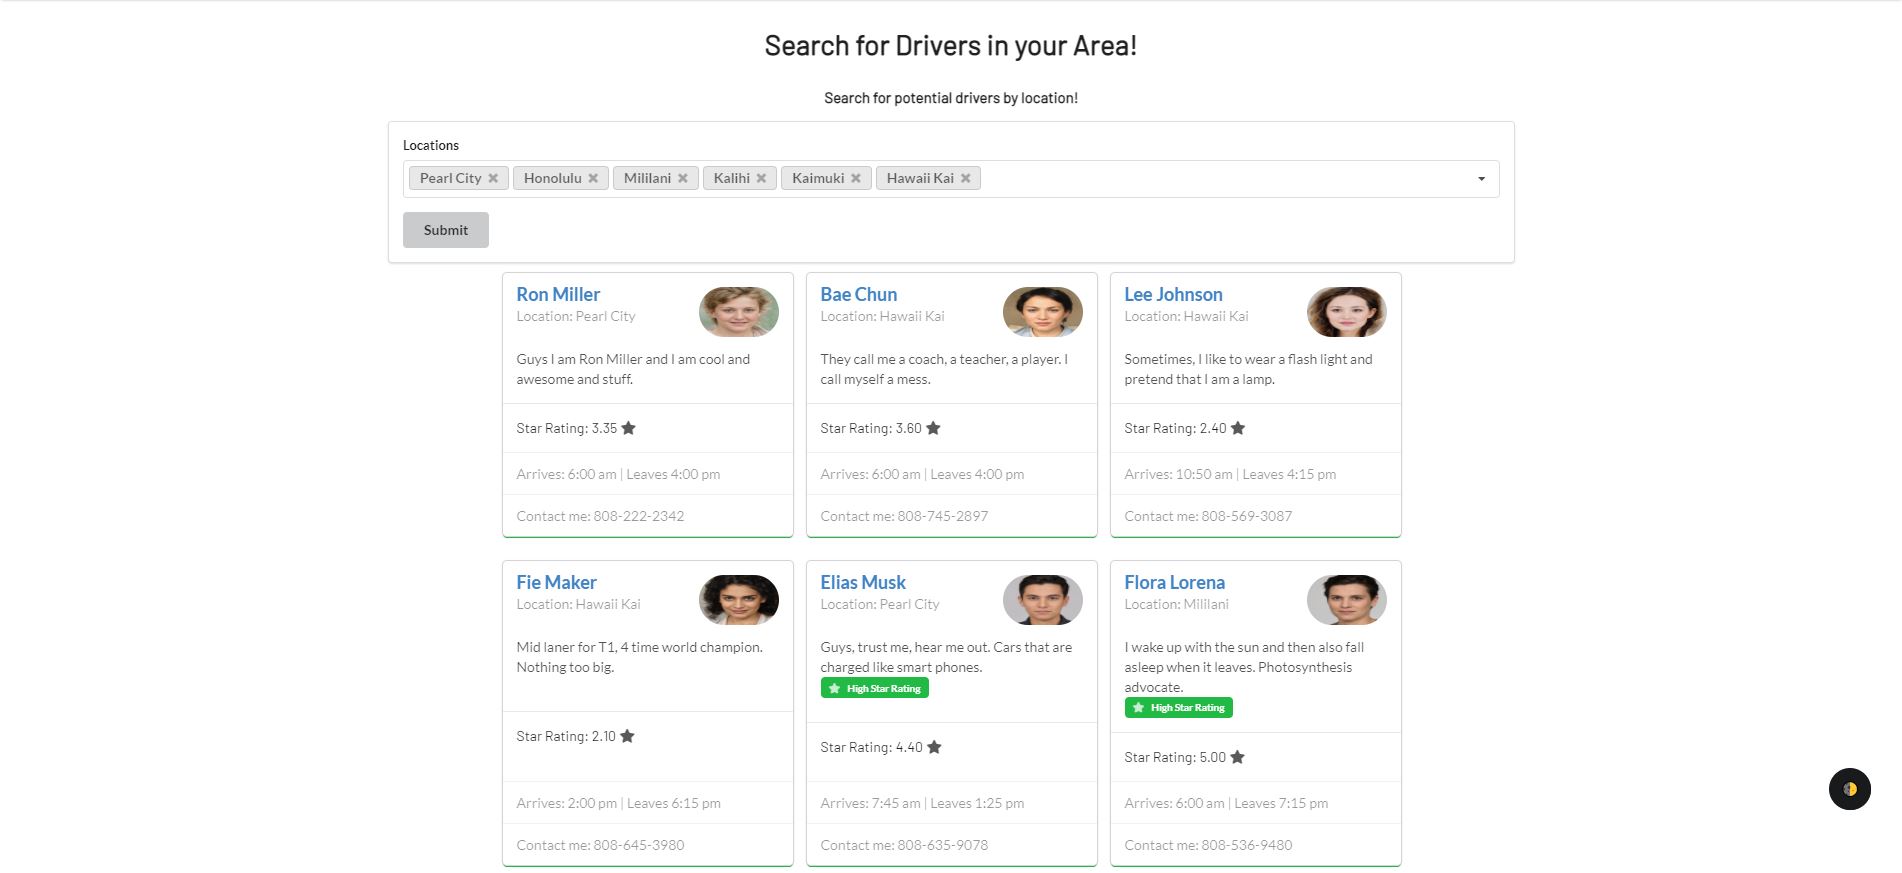 Search for Drivers in your Area!
Search for potential drivers by location!
Locations
Pearl City Honolulu Mililani Kalihi Kaimuki Hawaii Kai
Submit
Ron Miller
Location: Pearl City
Guys I am Ron Miller and I am cool and
awesome and stuff.
Star Rating: 3.35
Arrives: 6:00 am | Leaves 4:00 pm
Contact me: 808-222-2342
Bae Chun
Location: Hawaii Kai
They call me a coach, a teacher, a player. I
call myself a mess.
Star Rating: 3.60
Arrives: 6:00 am | Leaves 4:00 pm
Contact me: 808-745-2897
Lee Johnson
Location: Hawaii Kai
Sometimes, I like to wear a flash light and
pretend that I am a lamp.
Star Rating: 2.40
Arrives: 10:50 am | Leaves 4:15 pm
Contact me: 808-569-3087
Fie Maker
Location: Hawaii Kai
Mid laner for T1, 4 time world champion.
Nothing too big.
Star Rating: 2.10
Arrives: 2:00 pm | Leaves 6:15 pm
Contact me: 808-645-3980
Elias Musk
Location: Pearl City
Guys, trust me, hear me out. Cars that are
charged like smart phones.
High Star Rating
Star Rating: 4.40
Arrives: 7:45 am | Leaves 1:25 pm
Contact me: 808-635-9078
Flora Lorena
Location: Mililani
I wake up with the sun and then also fall
asleep when it leaves. Photosynthesis
advocate.
High Star Rating
Star Rating: 5.00
Arrives: 6:00 am | Leaves 7:15 pm
Contact me: 808-536-9480